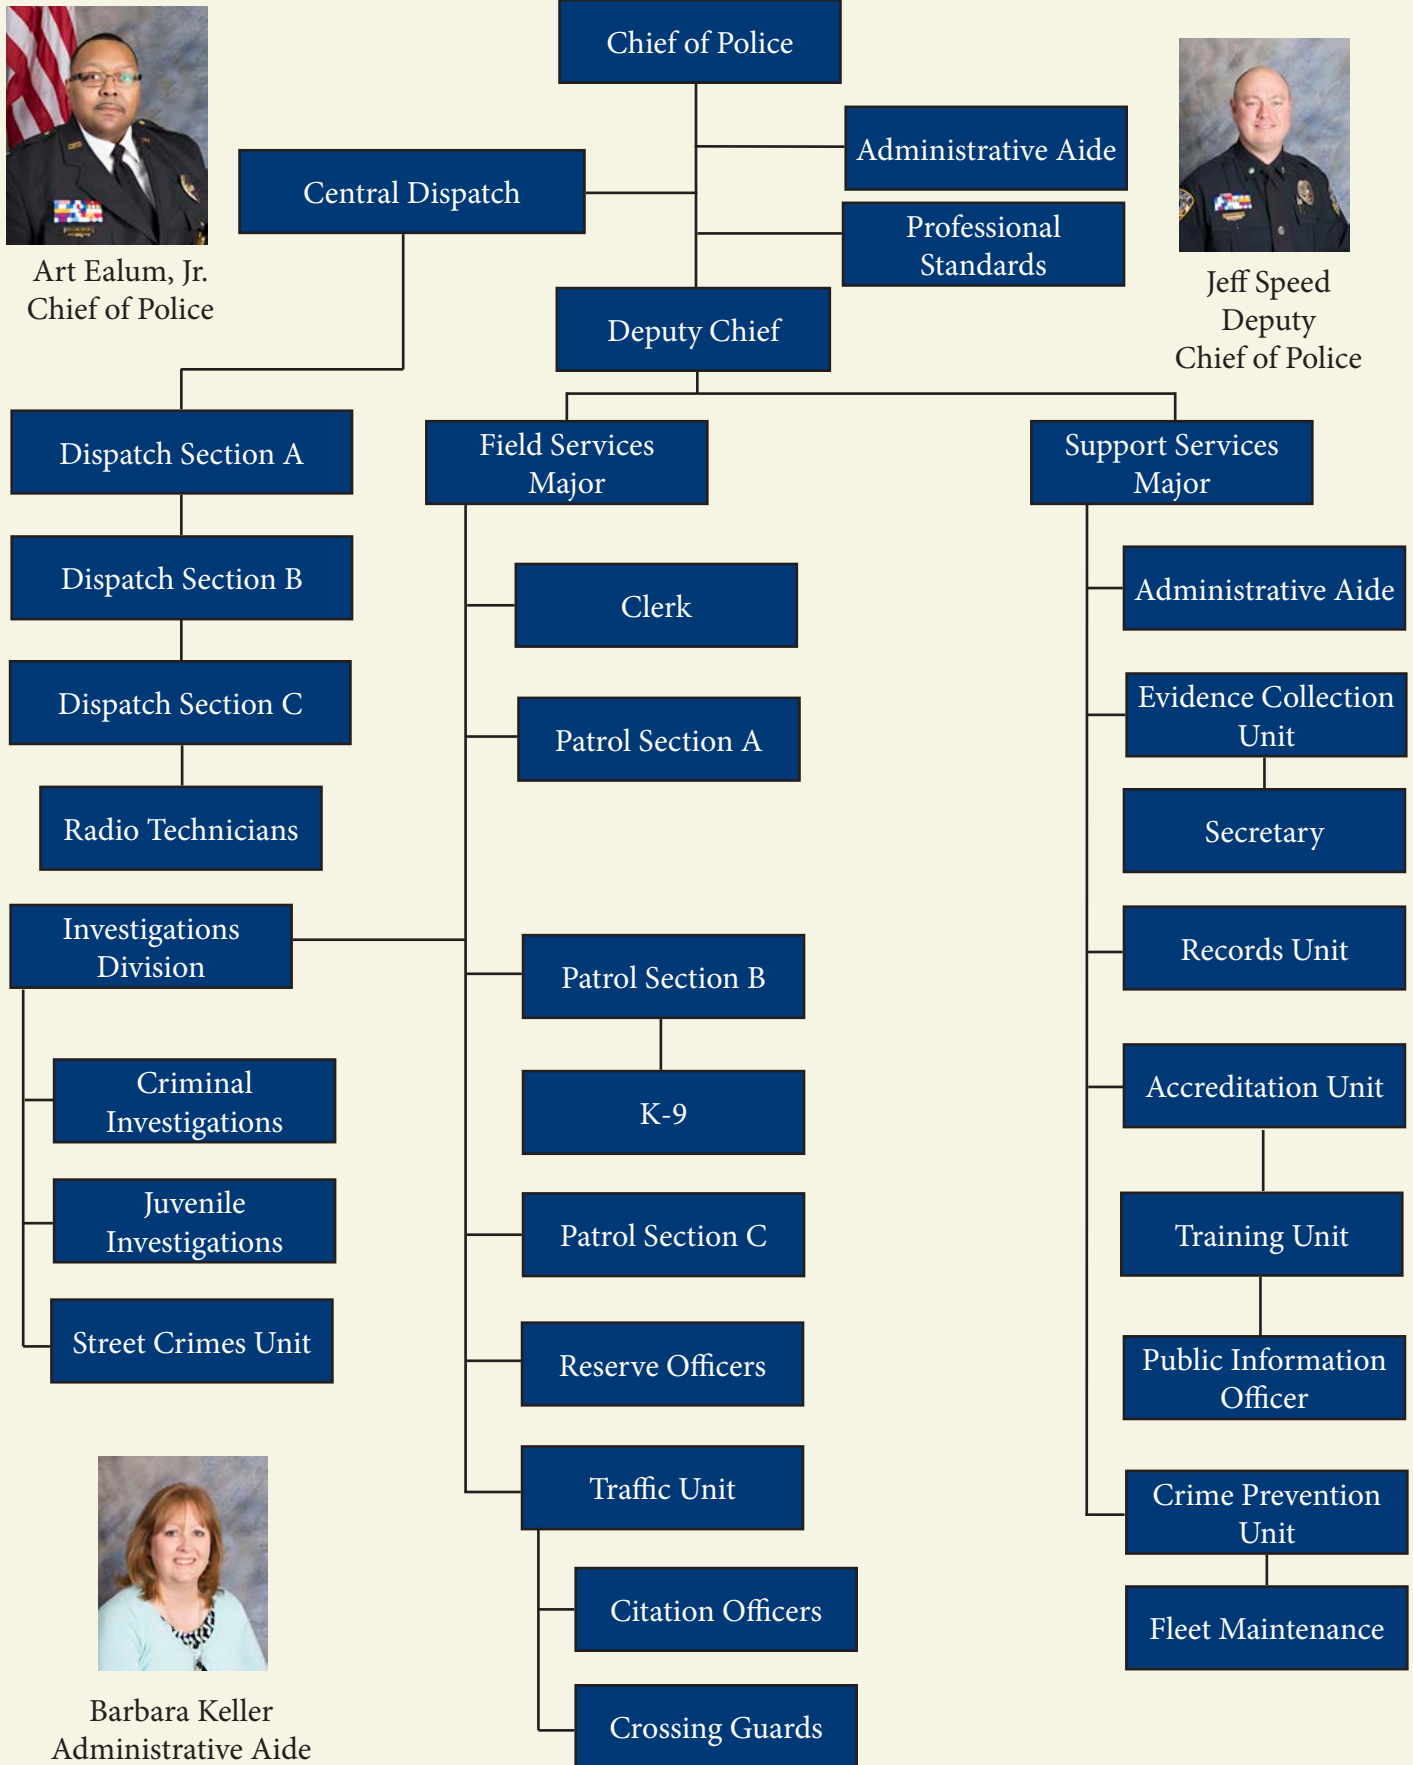 Chief of Police
Administrative Aide
Central Dispatch
Professional
Standards
Art Ealum, Jr.
Chief of Police
Jeff Speed
Deputy
Chief of Police
Deputy Chief
Dispatch Section A
Field Services
Major
Support Services
Major
Dispatch Section B
Clerk
Administrative Aide
Dispatch Section C
Patrol Section A
Evidence Collection
Unit
Radio Technicians
Secretary
Investigations
Division
Patrol Section B
Records Unit
Criminal
Investigations
K-9
Accreditation Unit
Juvenile
Investigations
Patrol Section C
Training Unit
Street Crimes Unit
Reserve Officers
Public Information
Officer
Traffic Unit
Crime Prevention
Unit
Citation Officers
Fleet Maintenance
Crossing Guards
Barbara Keller
Administrative Aide